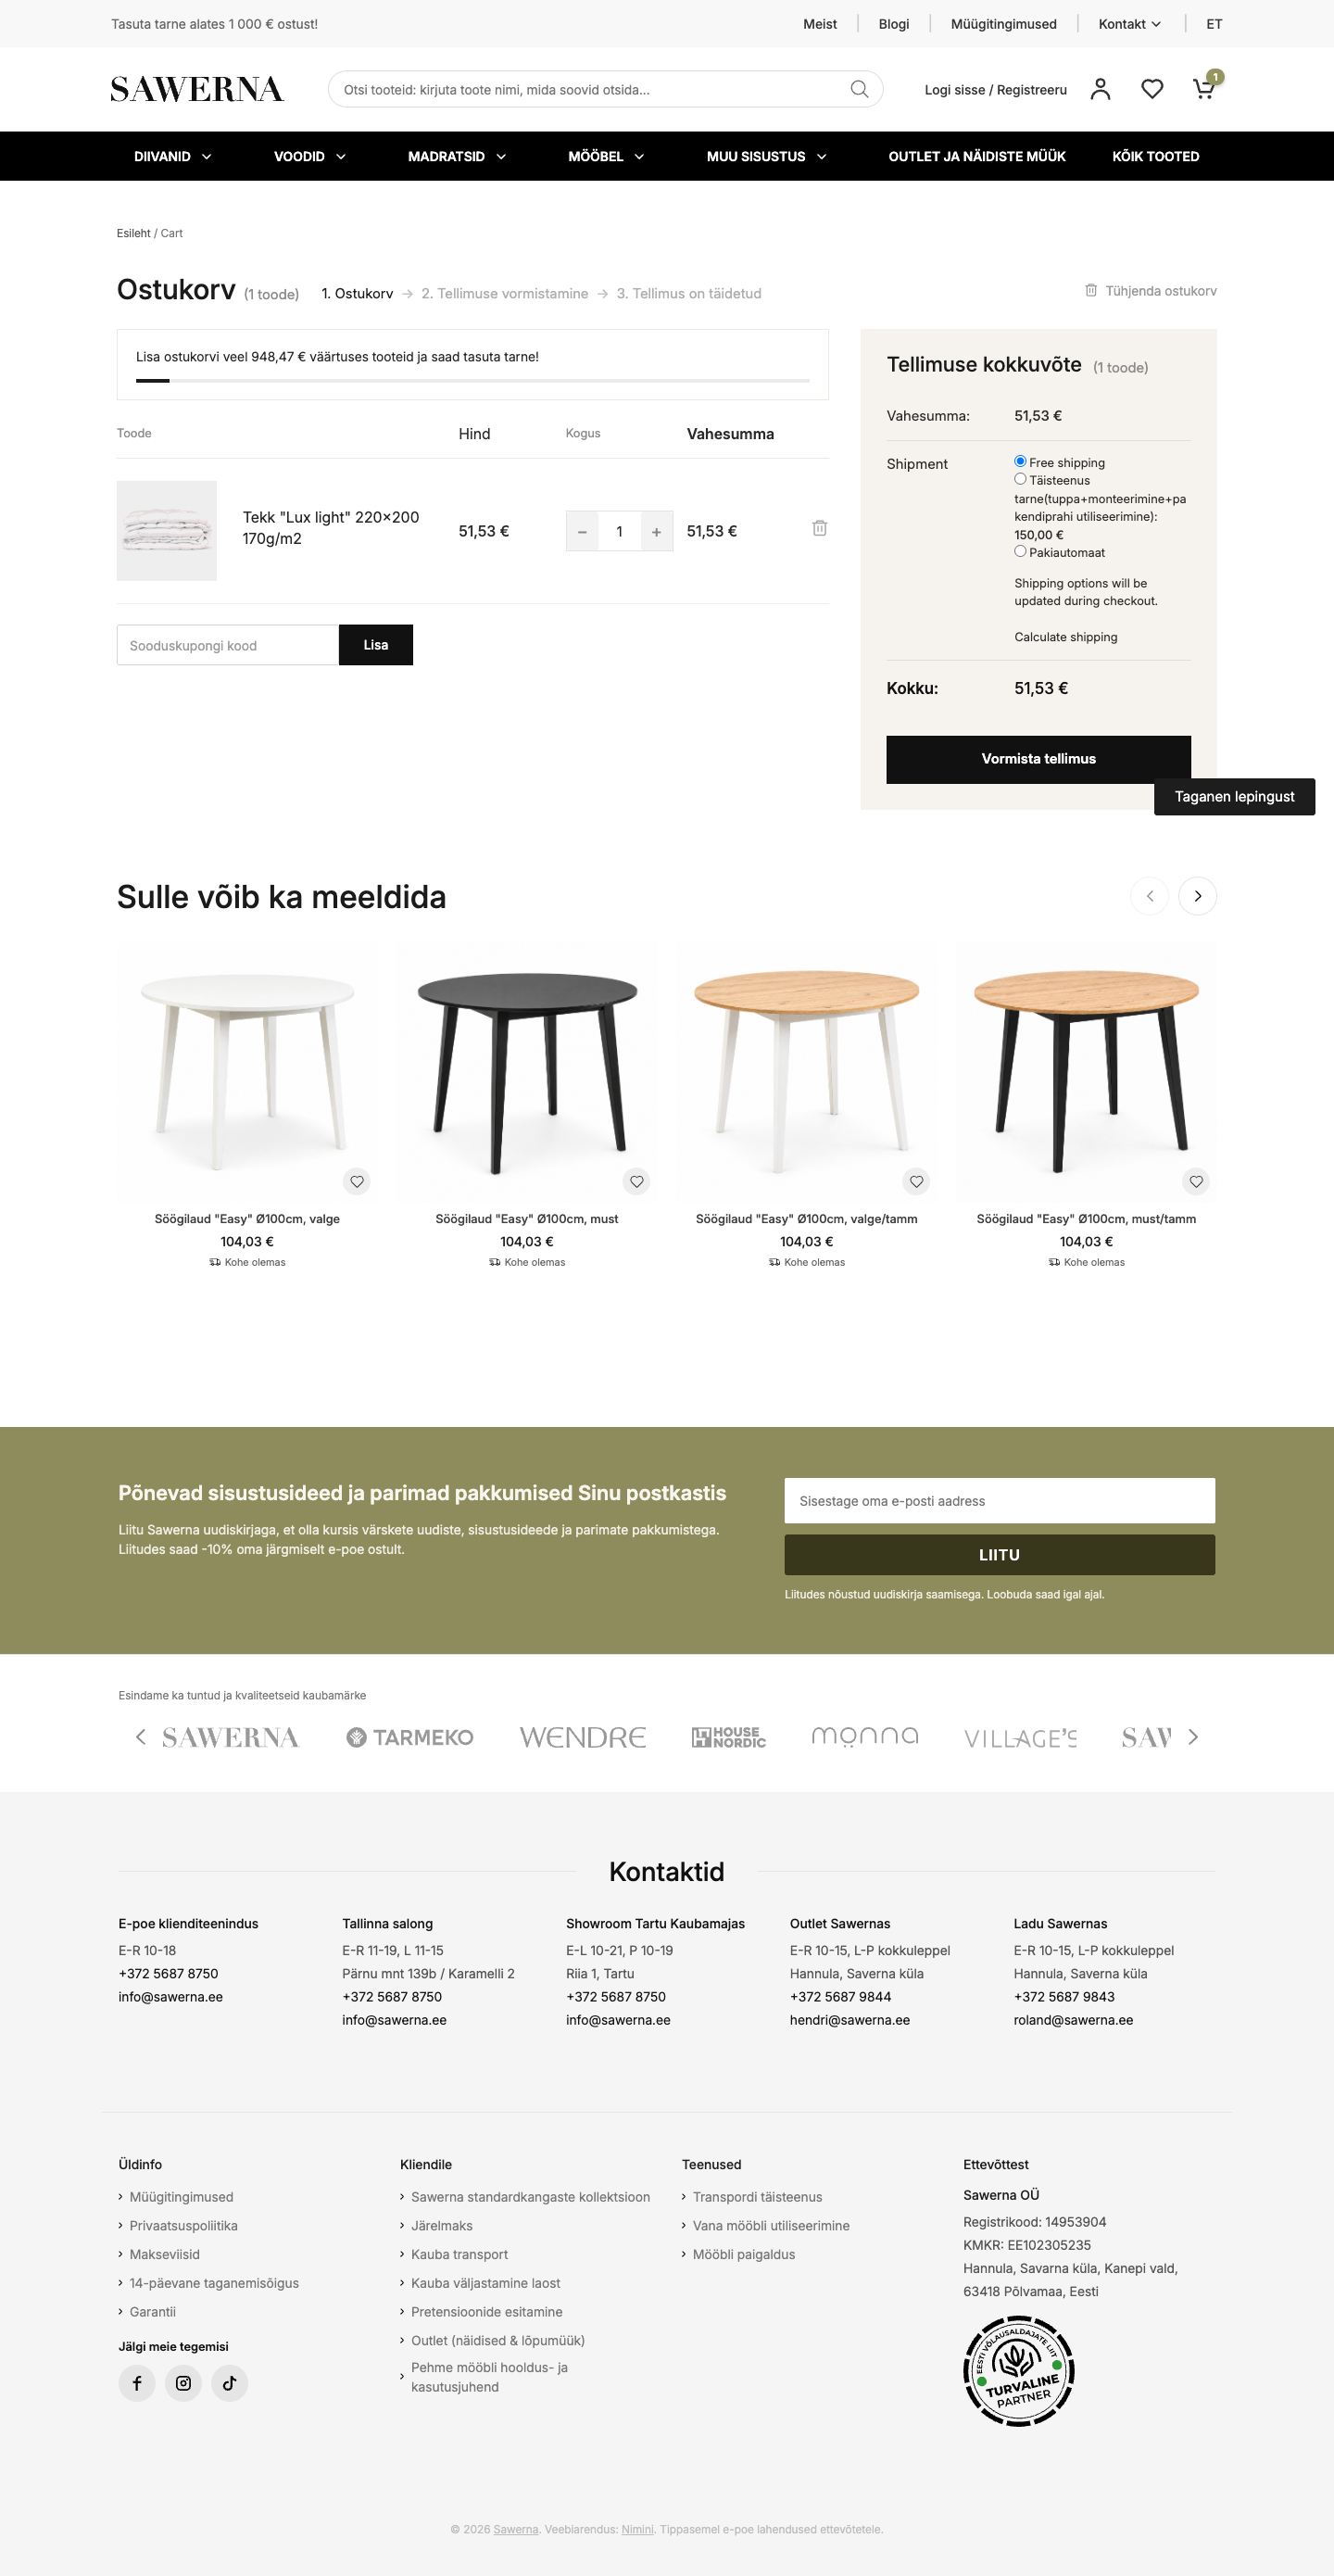 Tasuta tarne alates 1 000 € ostust!
Meist
Blogi
Müügitingimused
Kontakt
ET
SAWERNA
Otsi tooteid: kirjuta toote nimi, mida soovid otsida...
Logi sisse / Registreeru
1
DIIVANID
VOODID
MADRATSID
MÖÖBEL
MUU SISUSTUS
OUTLET JA NÄIDISTE MÜÜK
KÕIK TOOTED
Esileht / Cart
Ostukorv (1 toode)
1. Ostukorv → 2. Tellimuse vormistamine → 3. Tellimus on täidetud
Tühjenda ostukorv
Lisa ostukorvi veel 948,47 € väärtuses tooteid ja saad tasuta tarne!
Toode
Hind
Kogus
Vahesumma
Tekk "Lux light" 220x200
170g/m2
51,53 €
− 1 +
51,53 €
Sooduskupongi kood
Lisa
Tellimuse kokkuvõte (1 toode)
Vahesumma:
51,53 €
Shipment
Free shipping
Täisteenus
tarne(tuppa+monteerimine+pa
kendiprahi utiliseerimine):
150,00 €
Pakiautomaat
Shipping options will be
updated during checkout.
Calculate shipping
Kokku:
51,53 €
Vormista tellimus
Taganen lepingust
Sulle võib ka meeldida
Söögilaud "Easy" Ø100cm, valge
104,03 €
Kohe olemas
Söögilaud "Easy" Ø100cm, must
104,03 €
Kohe olemas
Söögilaud "Easy" Ø100cm, valge/tamm
104,03 €
Kohe olemas
Söögilaud "Easy" Ø100cm, must/tamm
104,03 €
Kohe olemas
Põnevad sisustusideed ja parimad pakkumised Sinu postkastis
Liitu Sawerna uudiskirjaga, et olla kursis värskete uudiste, sisustusideede ja parimate pakkumistega.
Liitudes saad -10% oma järgmiselt e-poe ostult.
Sisestage oma e-posti aadress
LIITU
Liitudes nõustud uudiskirja saamisega. Loobuda saad igal ajal.
Esindame ka tuntud ja kvaliteetseid kaubamärke
SAWERNA
TARMEKO
WENDRE
HOUSE
NORDIC
monna
VILLAGE'S
SAW
Kontaktid
E-poe klienditeenindus
E-R 10-18
+372 5687 8750
info@sawerna.ee
Tallinna salong
E-R 11-19, L 11-15
Pärnu mnt 139b / Karamelli 2
+372 5687 8750
info@sawerna.ee
Showroom Tartu Kaubamajas
E-L 10-21, P 10-19
Riia 1, Tartu
+372 5687 8750
info@sawerna.ee
Outlet Sawernas
E-R 10-15, L-P kokkuleppel
Hannula, Saverna küla
+372 5687 9844
hendri@sawerna.ee
Ladu Sawernas
E-R 10-15, L-P kokkuleppel
Hannula, Saverna küla
+372 5687 9843
roland@sawerna.ee
Üldinfo
Müügitingimused
Privaatsuspoliitika
Makseviisid
14-päevane taganemisõigus
Garantii
Jälgi meie tegemisi
Kliendile
Sawerna standardkangaste kollektsioon
Järelmaks
Kauba transport
Kauba väljastamine laost
Pretensioonide esitamine
Outlet (näidised & lõpumüük)
Pehme mööbli hooldus- ja
kasutusjuhend
Teenused
Transpordi täisteenus
Vana mööbli utiliseerimine
Mööbli paigaldus
Ettevõttest
Sawerna OÜ
Registrikood: 14953904
KMKR: EE102305235
Hannula, Savarna küla, Kanepi vald,
63418 Põlvamaa, Eesti
EESTI VÕLAUSALDAJATE LIIT
TURVALINE
PARTNER
© 2026 Sawerna. Veebiarendus: Nimini. Tippasemel e-poe lahendused ettevõtetele.